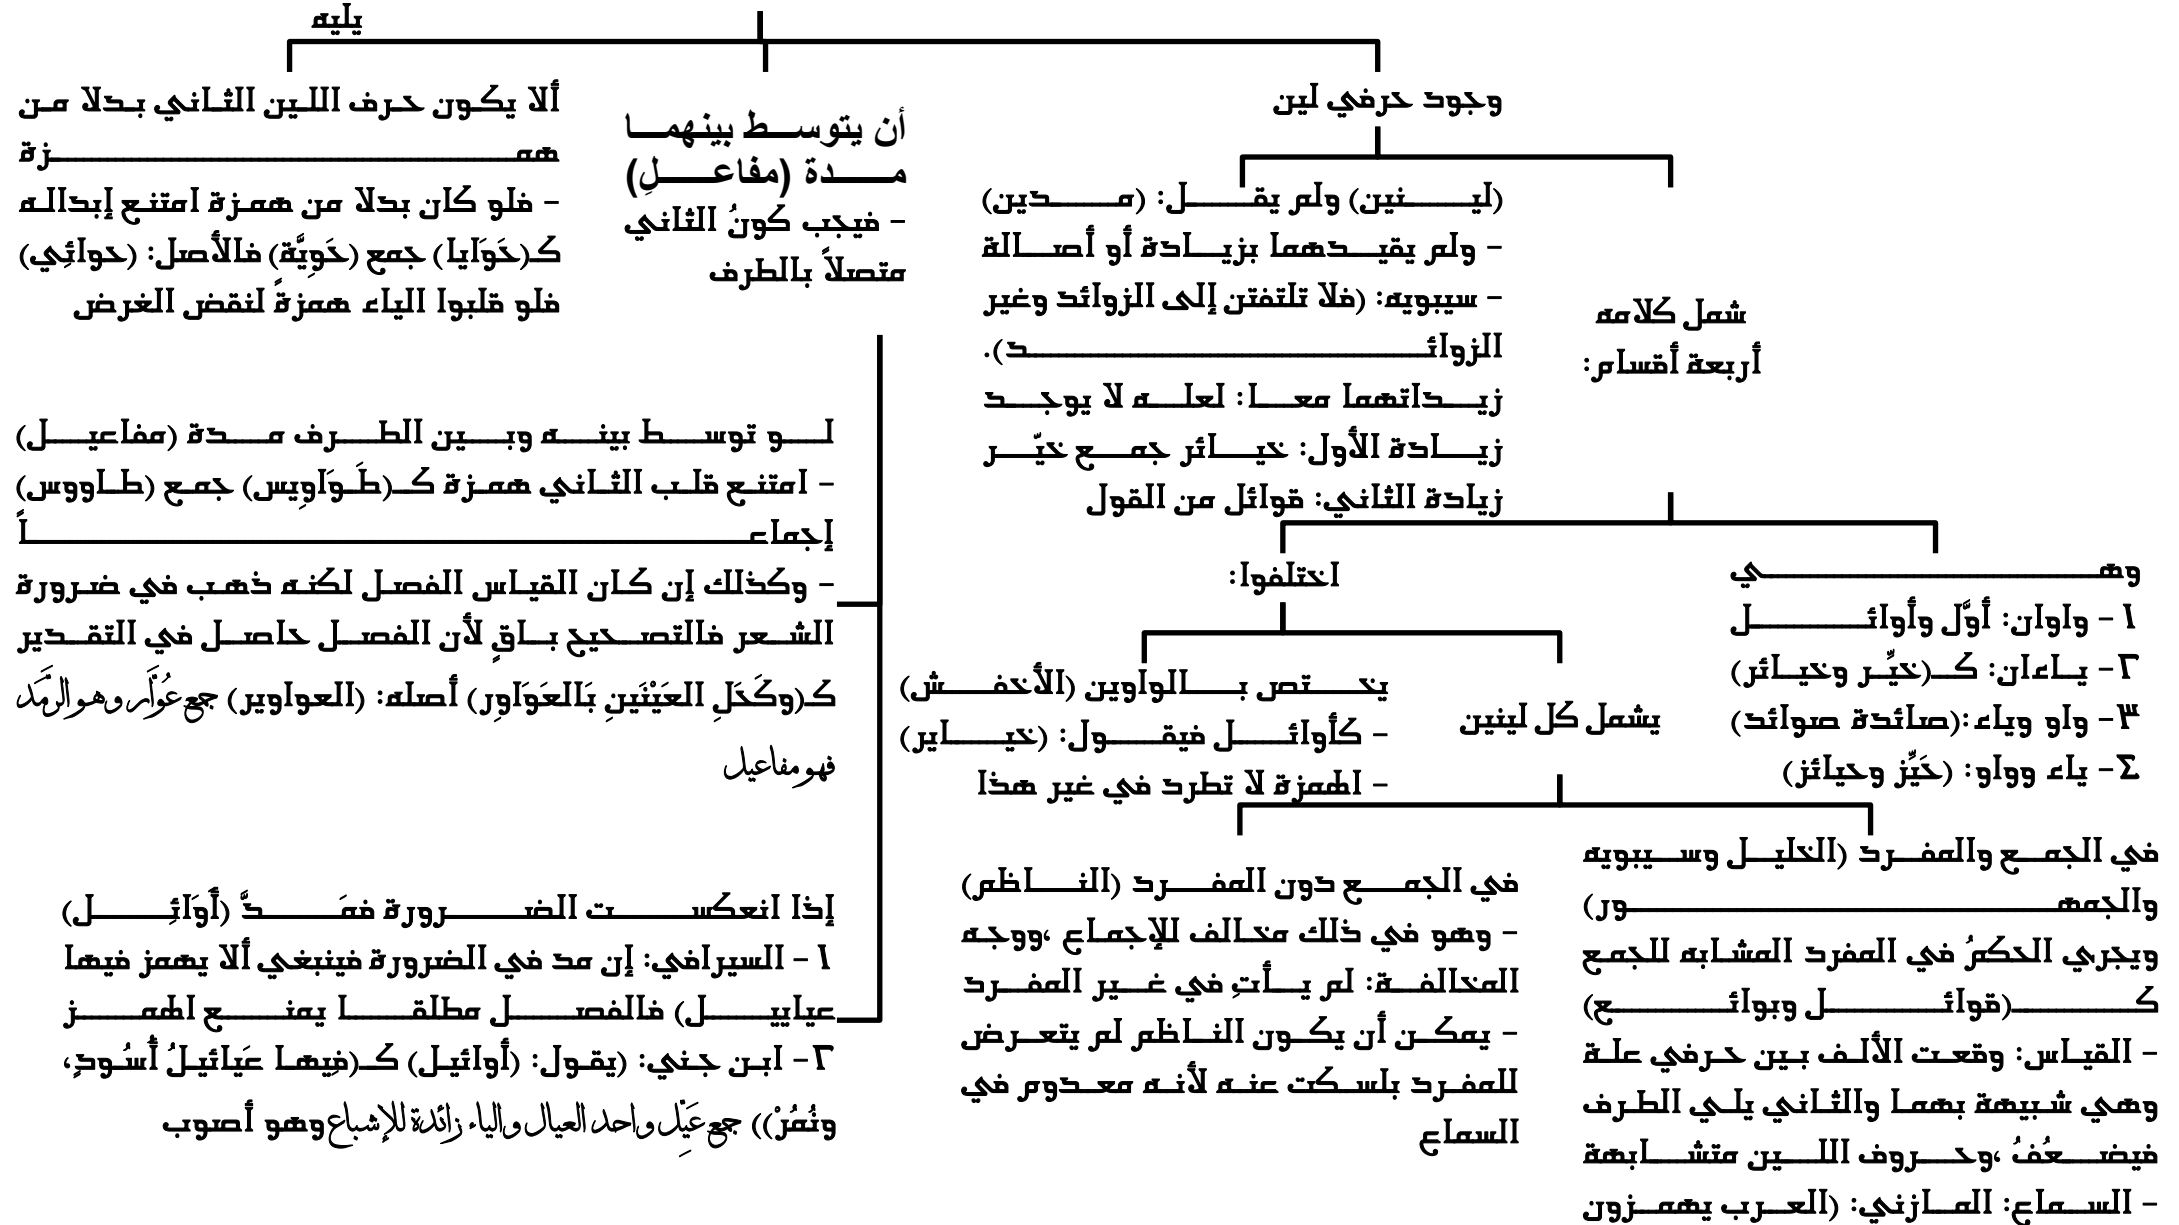 يليه
وجود حرفي لين
(لينين) ولم يقل: (مدين)
- ولم يقيدهما بزيادة أو أصالة
- سيبويه: (فلا تلتفتن إلى الزوائد وغير
الزوائد).
زيداتهما معا: لعله لا يوجد
زيادة الأول: خيائر جمع خيّر
زيادة الثاني: قوائل من القول
شمل كلامه
أربعة أقسام:
وهي
١- واوان: أوَّل وأوائل
٢- ياءان: كـ(خيِّر وخيائر)
٣- واو وياء :(صائدة صوائد)
٤- ياء وواو: (حَيِّز وحيائز)
اختلفوا:
يشمل كل لينين
في الجمع والمفرد (الخليل وسيبويه
والجمهور)
ويجري الحكمُ في المفرد المشابه للجمع
كـ(قوائل وبوائع)
- القياس: وقعت الألف بين حرفي علة
وهي شبيهة بهما والثاني يلي الطرف
فيضعُفُ ،وحروف اللين متشابهة
- السماع: المازني: (العرب يهمزون
في الجمع دون المفرد (الناظم)
- وهو في ذلك مخالف للإجماع ،ووجه
المخالفة: لم يأتِ في غير المفرد
- يمكن أن يكون الناظم لم يتعرض
للمفرد بلسكت عنه لأنه معدوم في
السماع
يختص بالواوين (الأخفش)
- كأوائل فيقول: (خياير)
- الهمزة لا تطرد في غير هذا
أن يتوسط بينهما
مدة (مفاعلِ)
- فيجب كونُ الثاني
متصلاً بالطرف
لو توسط بينه وبين الطرف مدة (مفاعيل)
- امتنع قلب الثاني همزة كـ(طَوَاوِيس) جمع (طاووس)
إجماعاً
- وكذلك إن كان القياس الفصل لكنه ذهب في ضرورة
الشعر فالتصحيح باقٍ لأن الفصل حاصل في التقدير
كـ(وكَحَلِ العَيْنَينِ بَالعَوَاوِر) أصله: (العواوير) جمع عُوَّار وهو الرمَد
فهو مفاعيل
إذا انعكست الضرورة فمَدَّ (أَوَائِل)
١- السيرافي: إن مد في الضرورة فينبغي ألا يهمز فيها
عياييل) فالفصل مطلقا يمنع الهمز
٢- ابن جني: (يقول: (أوائيل) كـ(فِيها عَيائيلُ أُسُودٍ،
ونُمُرْ)) جمع عَيِّل واحد العيال والياء زائدة للإشباع وهو أصوب
ألا يكون حرف اللين الثاني بدلا من
همزة
- فلو كان بدلا من همزة امتنع إبداله
كـ(حَوَايا) جمع (حَوِيَّة) فالأصل: (حوائِي)
فلو قلبوا الياء همزةً لنقض الغرض